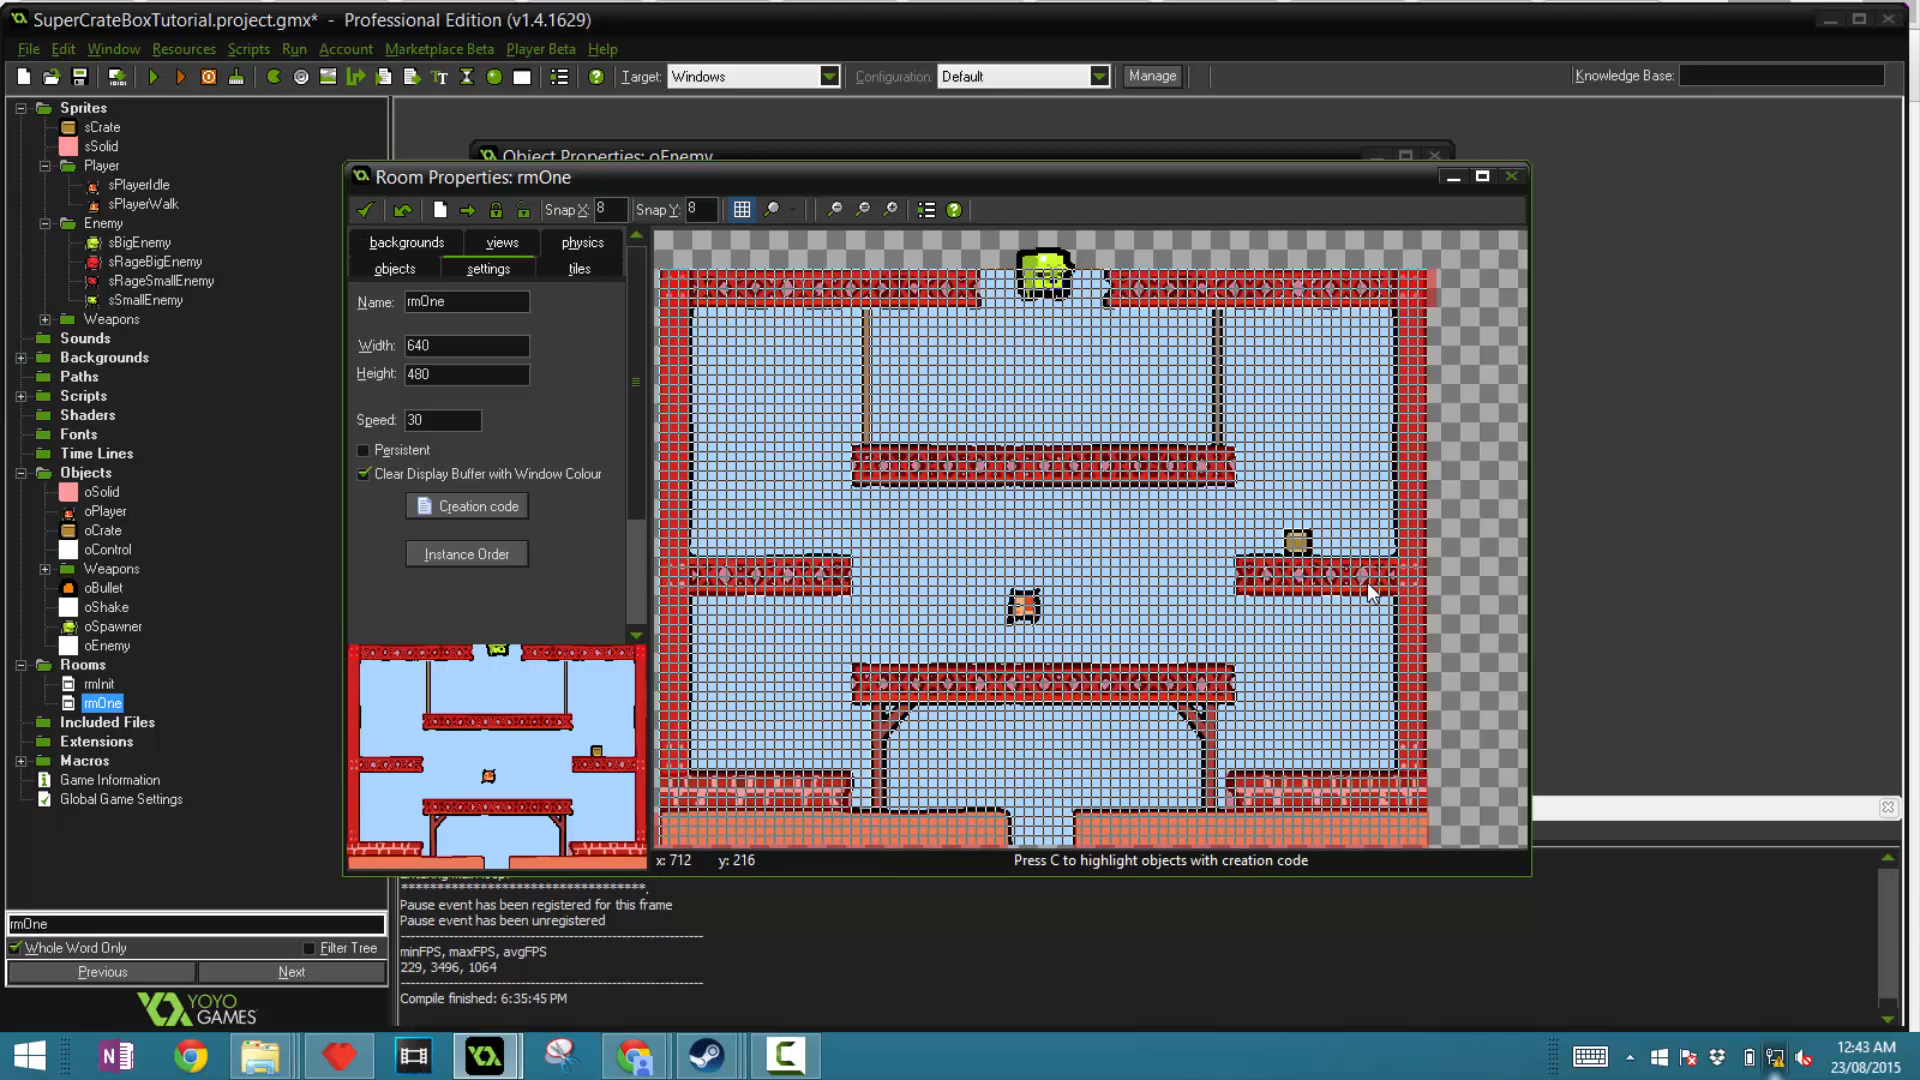 SuperCrateBoxTutorial.project.gmx* - Professional Edition (v1.4.1629)
File Edit Window Resources Scripts Run Account Marketplace Beta Player Beta Help
Target: Windows Configuration: Default Manage Knowledge Base:
Sprites
sCrate
sSolid
Player
sPlayerIdle
sPlayerWalk
Enemy
sBigEnemy
sRageBigEnemy
sRageSmallEnemy
sSmallEnemy
Weapons
Sounds
Backgrounds
Paths
Scripts
Shaders
Fonts
Time Lines
Objects
oSolid
oPlayer
oCrate
oControl
Weapons
oBullet
oShake
oSpawner
oEnemy
Rooms
rmInit
rmOne
Included Files
Extensions
Macros
Game Information
Global Game Settings
rmOne
Whole Word Only Filter Tree
Previous Next
YOYO
GAMES
Object Properties: oEnemy
Room Properties: rmOne
Snap X: 8 Snap Y: 8
backgrounds views physics
objects settings tiles
Name: rmOne
Width: 640
Height: 480
Speed: 30
Persistent
Clear Display Buffer with Window Colour
Creation code
Instance Order
x: 712 y: 216 Press C to highlight objects with creation code
***********************************.
Pause event has been registered for this frame
Pause event has been unregistered
minFPS, maxFPS, avgFPS
229, 3496, 1064
Compile finished: 6:35:45 PM
12:43 AM
23/08/2015